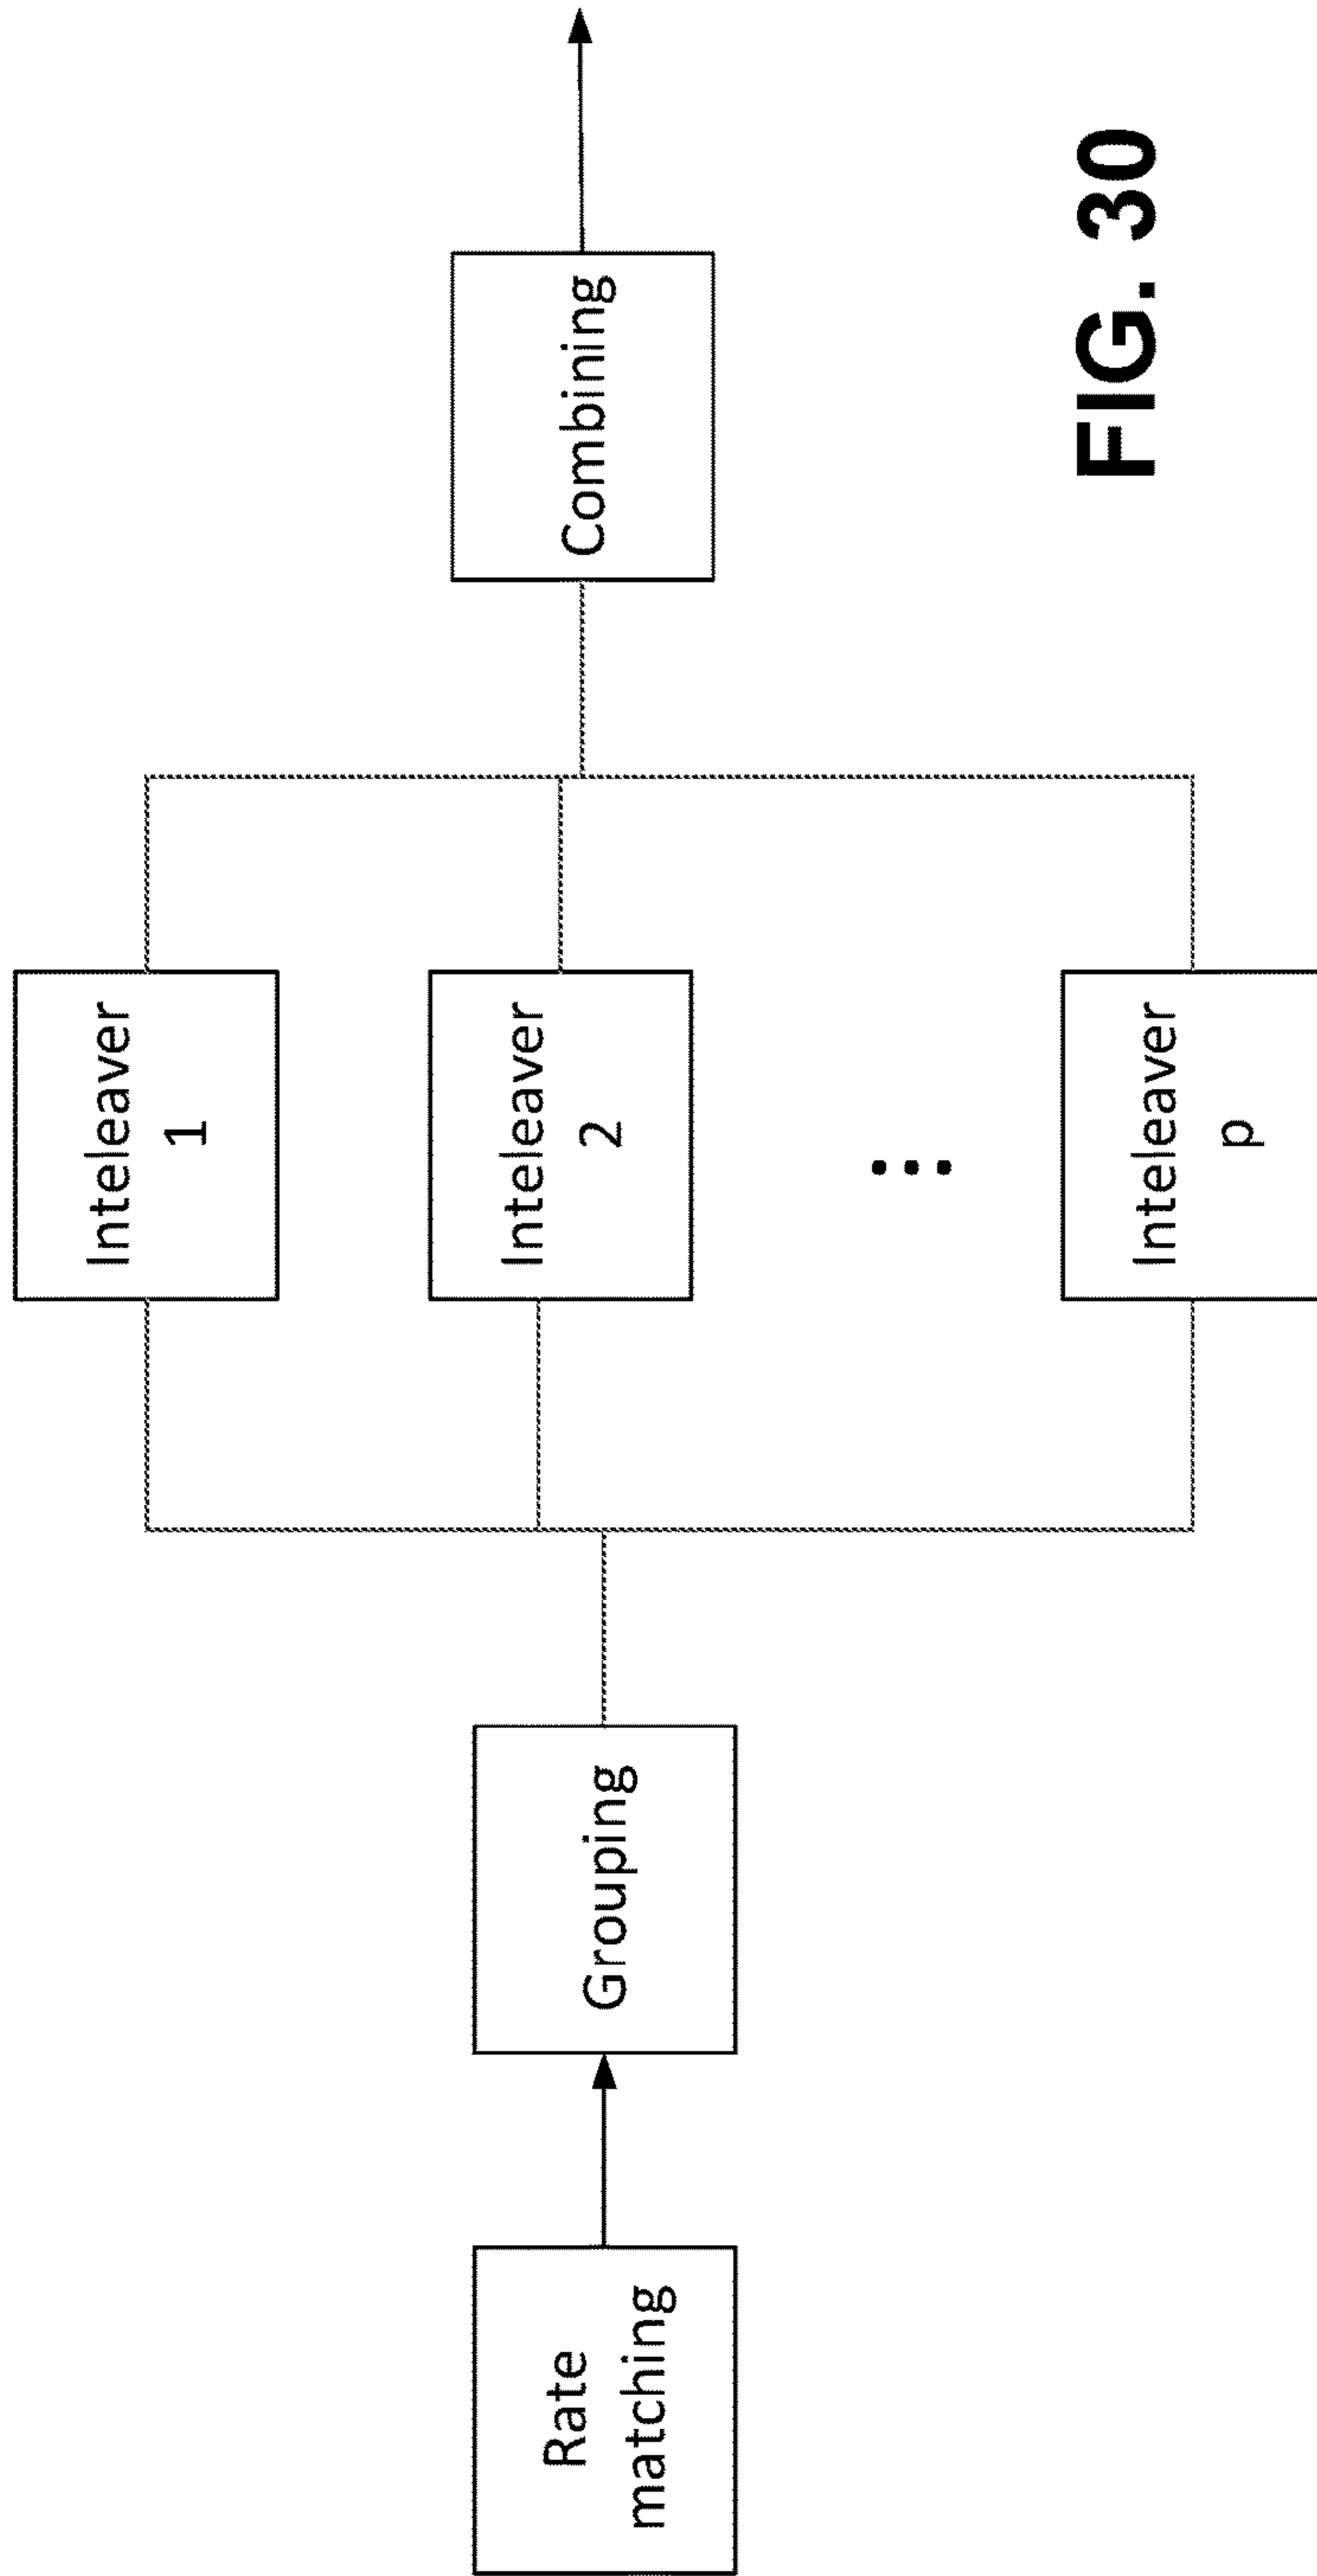 Rate
matching
Grouping
Inteleaver
1
Inteleaver
2
...
Inteleaver
p
Combining
FIG. 30